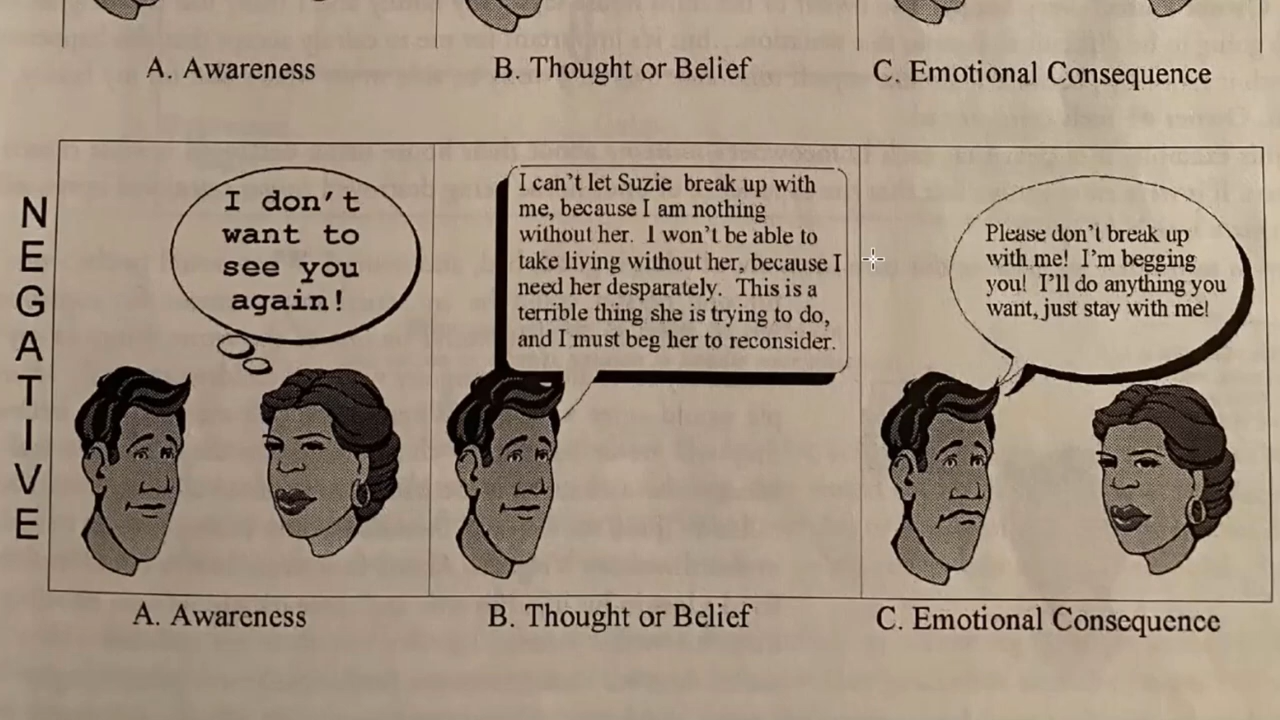 A. Awareness
B. Thought or Belief
C. Emotional Consequence
NEGATIVE
I don't
want to
see you
again!
I can't let Suzie break up with
me, because I am nothing
without her. I won't be able to
take living without her, because I
need her desparately. This is a
terrible thing she is trying to do,
and I must beg her to reconsider.
Please don't break up
with me! I'm begging
you! I'll do anything you
want, just stay with me!
A. Awareness
B. Thought or Belief
C. Emotional Consequence